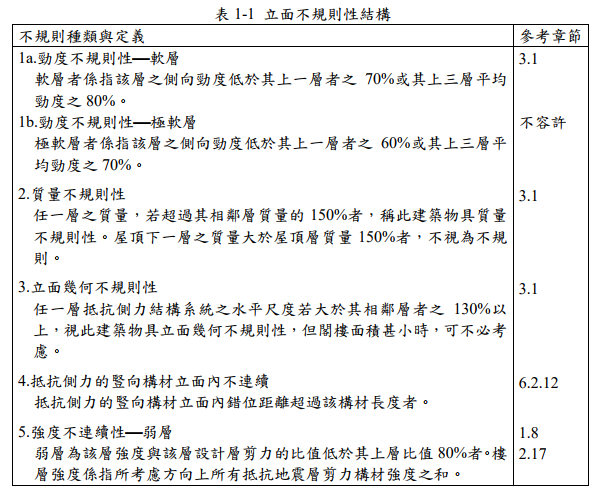 表 1-1 立面不規則性結構
不規則種類與定義 參考章節
1a.勁度不規則性──軟層 3.1
軟層者係指該層之側向勁度低於其上一層者之 70%或其上三層平均
勁度之 80%。
1b.勁度不規則性──極軟層 不容許
極軟層者係指該層之側向勁度低於其上一層者之 60%或其上三層平
均勁度之 70%。
2.質量不規則性 3.1
任一層之質量，若超過其相鄰層質量的 150%者，稱此建築物具質量
不規則性。屋頂下一層之質量大於屋頂層質量 150%者，不視為不規
則。
3.立面幾何不規則性 3.1
任一層抵抗側力結構系統之水平尺度若大於其相鄰層者之 130%以
上，視此建築物具立面幾何不規則性，但閣樓面積甚小時，可不必考
慮。
4.抵抗側力的豎向構材立面內不連續 6.2.12
抵抗側力的豎向構材立面內錯位距離超過該構材長度者。
5.強度不連續性──弱層 1.8
弱層為該層強度與該層設計層剪力的比值低於其上層比值 80%者。樓 2.17
層強度係指所考慮方向上所有抵抗地震層剪力構材強度之和。